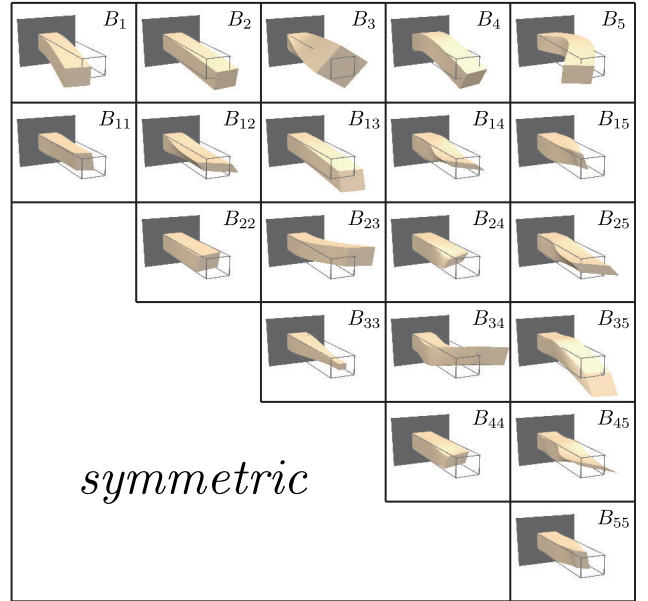 B₁ B₂ B₃ B₄ B₅
B₁₁ B₁₂ B₁₃ B₁₄ B₁₅
B₂₂ B₂₃ B₂₄ B₂₅
B₃₃ B₃₄ B₃₅
B₄₄ B₄₅
symmetric
B₅₅